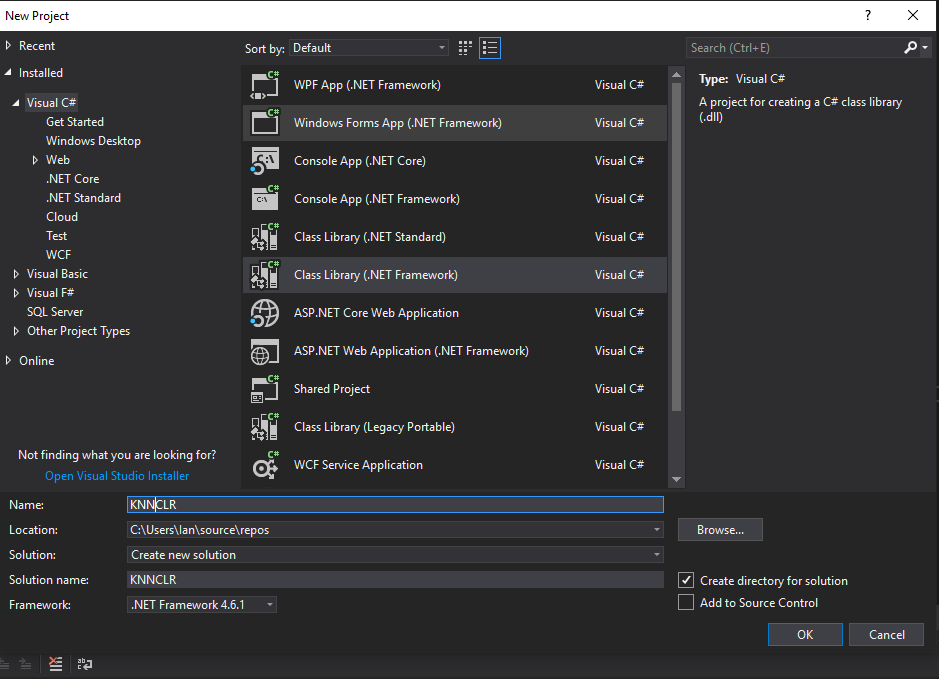 New Project
?
Recent
Installed
Visual C#
Get Started
Windows Desktop
Web
.NET Core
.NET Standard
Cloud
Test
WCF
Visual Basic
Visual F#
SQL Server
Other Project Types
Online
Not finding what you are looking for?
Open Visual Studio Installer
Sort by: Default
WPF App (.NET Framework) Visual C#
Windows Forms App (.NET Framework) Visual C#
Console App (.NET Core) Visual C#
Console App (.NET Framework) Visual C#
Class Library (.NET Standard) Visual C#
Class Library (.NET Framework) Visual C#
ASP.NET Core Web Application Visual C#
ASP.NET Web Application (.NET Framework) Visual C#
Shared Project Visual C#
Class Library (Legacy Portable) Visual C#
WCF Service Application Visual C#
Search (Ctrl+E)
Type: Visual C#
A project for creating a C# class library
(.dll)
Name: KNNCLR
Location: C:\Users\Ian\source\repos Browse...
Solution: Create new solution
Solution name: KNNCLR
Create directory for solution
Framework: .NET Framework 4.6.1
Add to Source Control
OK Cancel